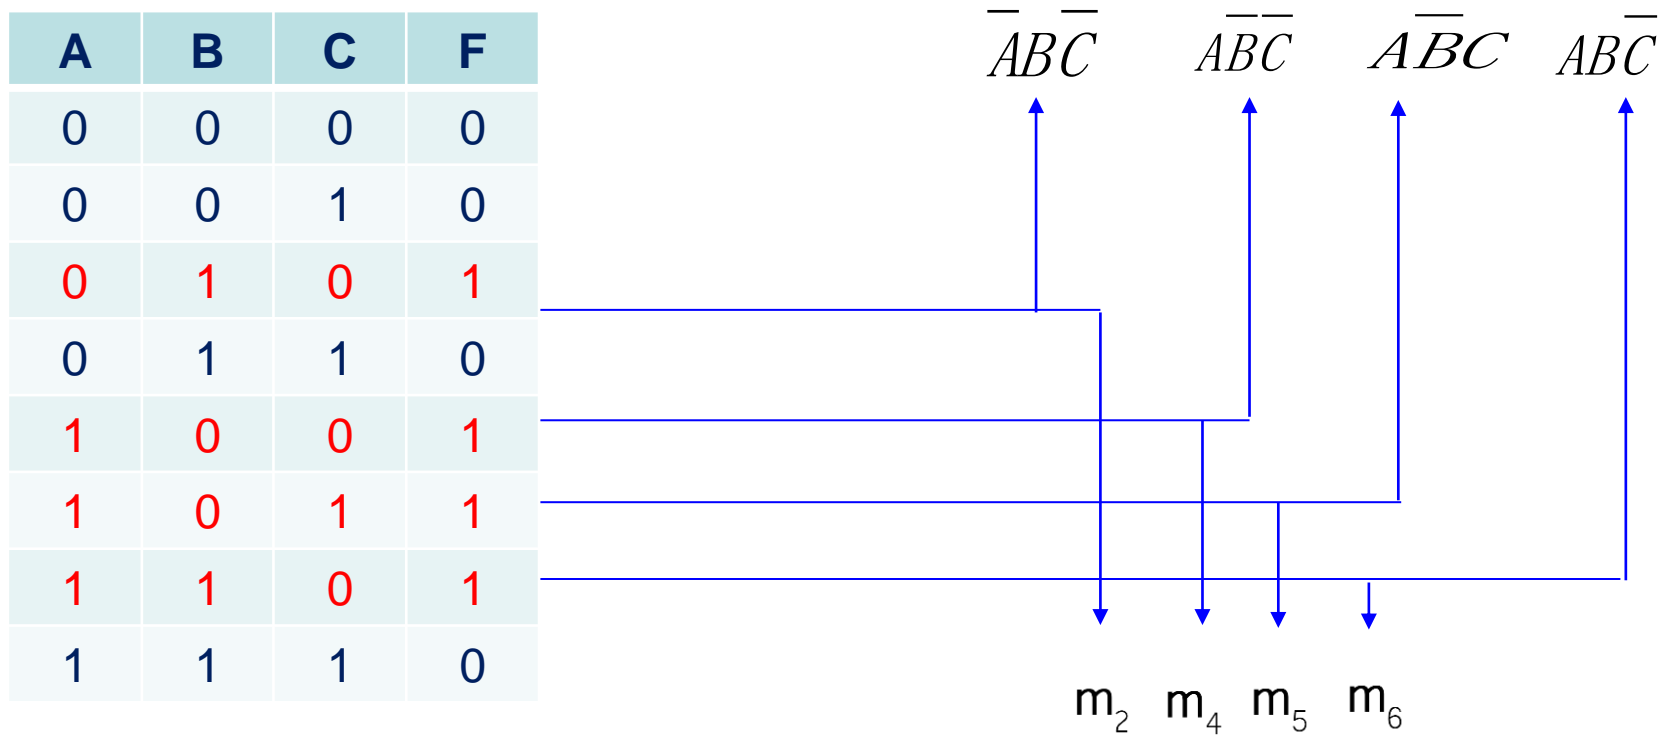 A B C F
0 0 0 0
0 0 1 0
0 1 0 1
0 1 1 0
1 0 0 1
1 0 1 1
1 1 0 1
1 1 1 0
A̅BC̅ AB̅C̅ AB̅C ABC̅
m₂ m₄ m₅ m₆